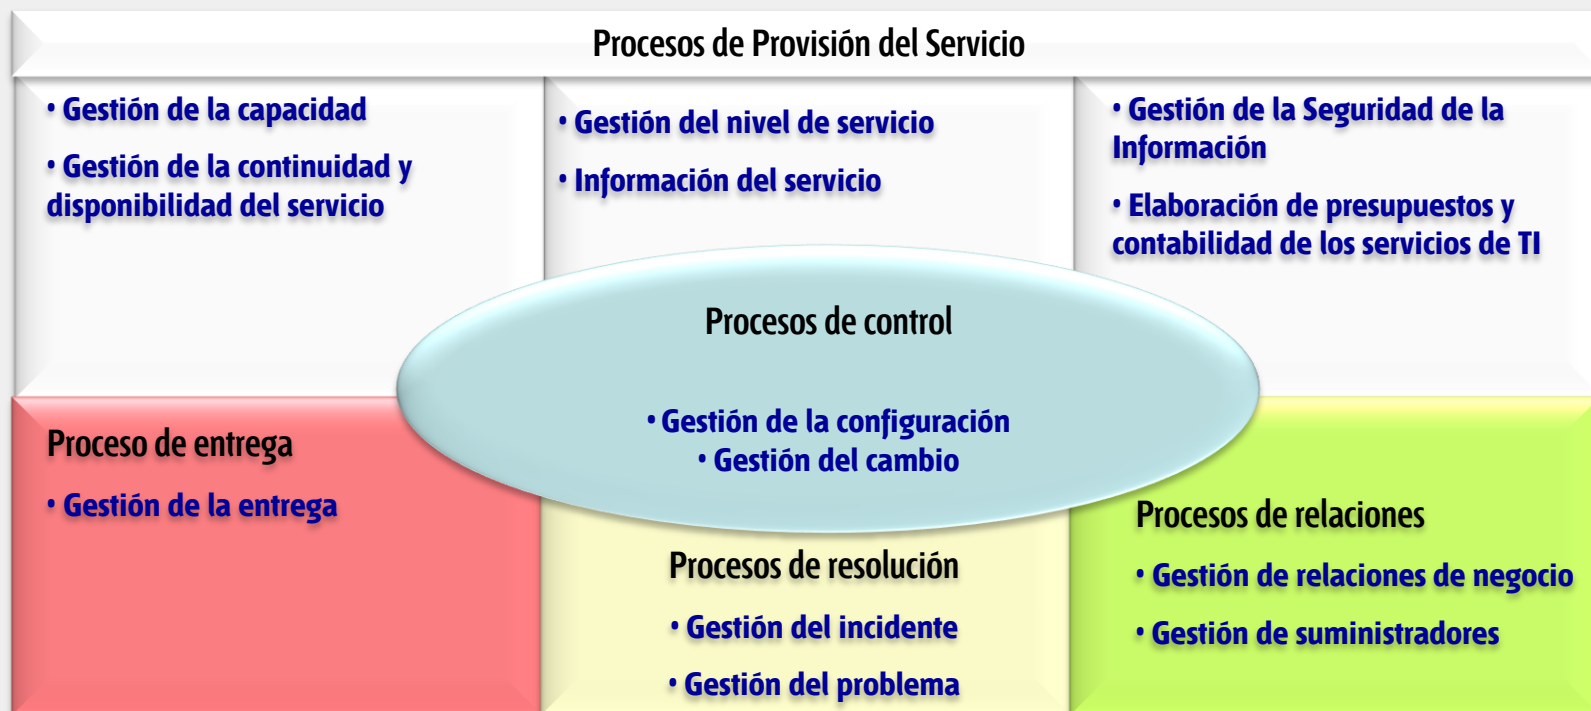 Procesos de Provisión del Servicio
• Gestión de la capacidad
• Gestión de la continuidad y
disponibilidad del servicio
• Gestión del nivel de servicio
• Información del servicio
• Gestión de la Seguridad de la
Información
• Elaboración de presupuestos y
contabilidad de los servicios de TI
Procesos de control
• Gestión de la configuración
• Gestión del cambio
Proceso de entrega
• Gestión de la entrega
Procesos de resolución
• Gestión del incidente
• Gestión del problema
Procesos de relaciones
• Gestión de relaciones de negocio
• Gestión de suministradores